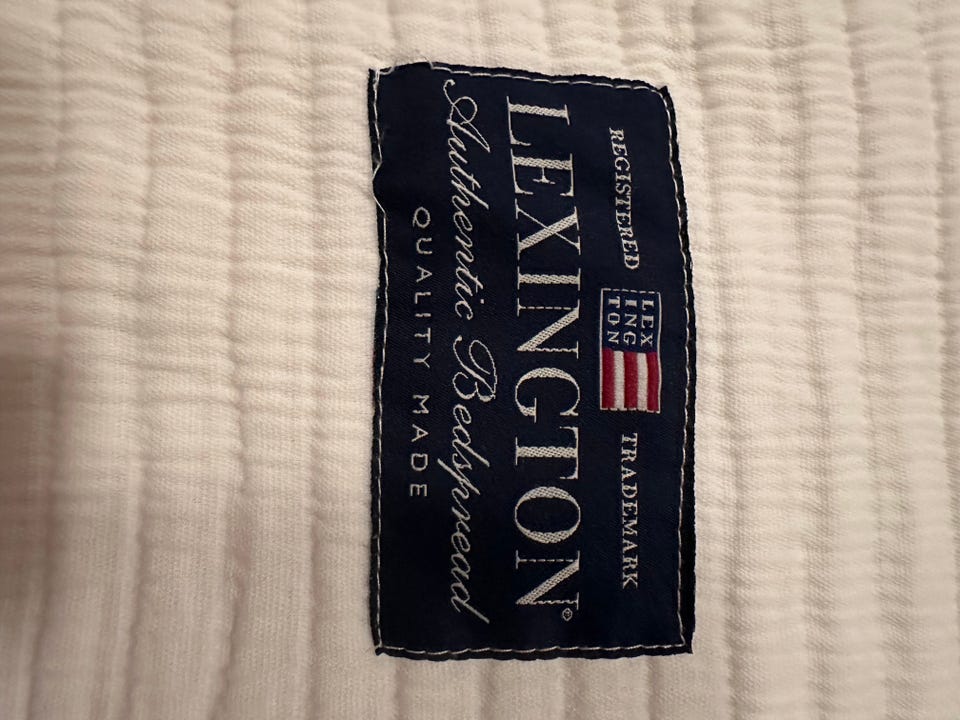 REGISTERED
LEX
ING
TON
TRADEMARK
LEXINGTON®
Authentic Bedspread
QUALITY MADE